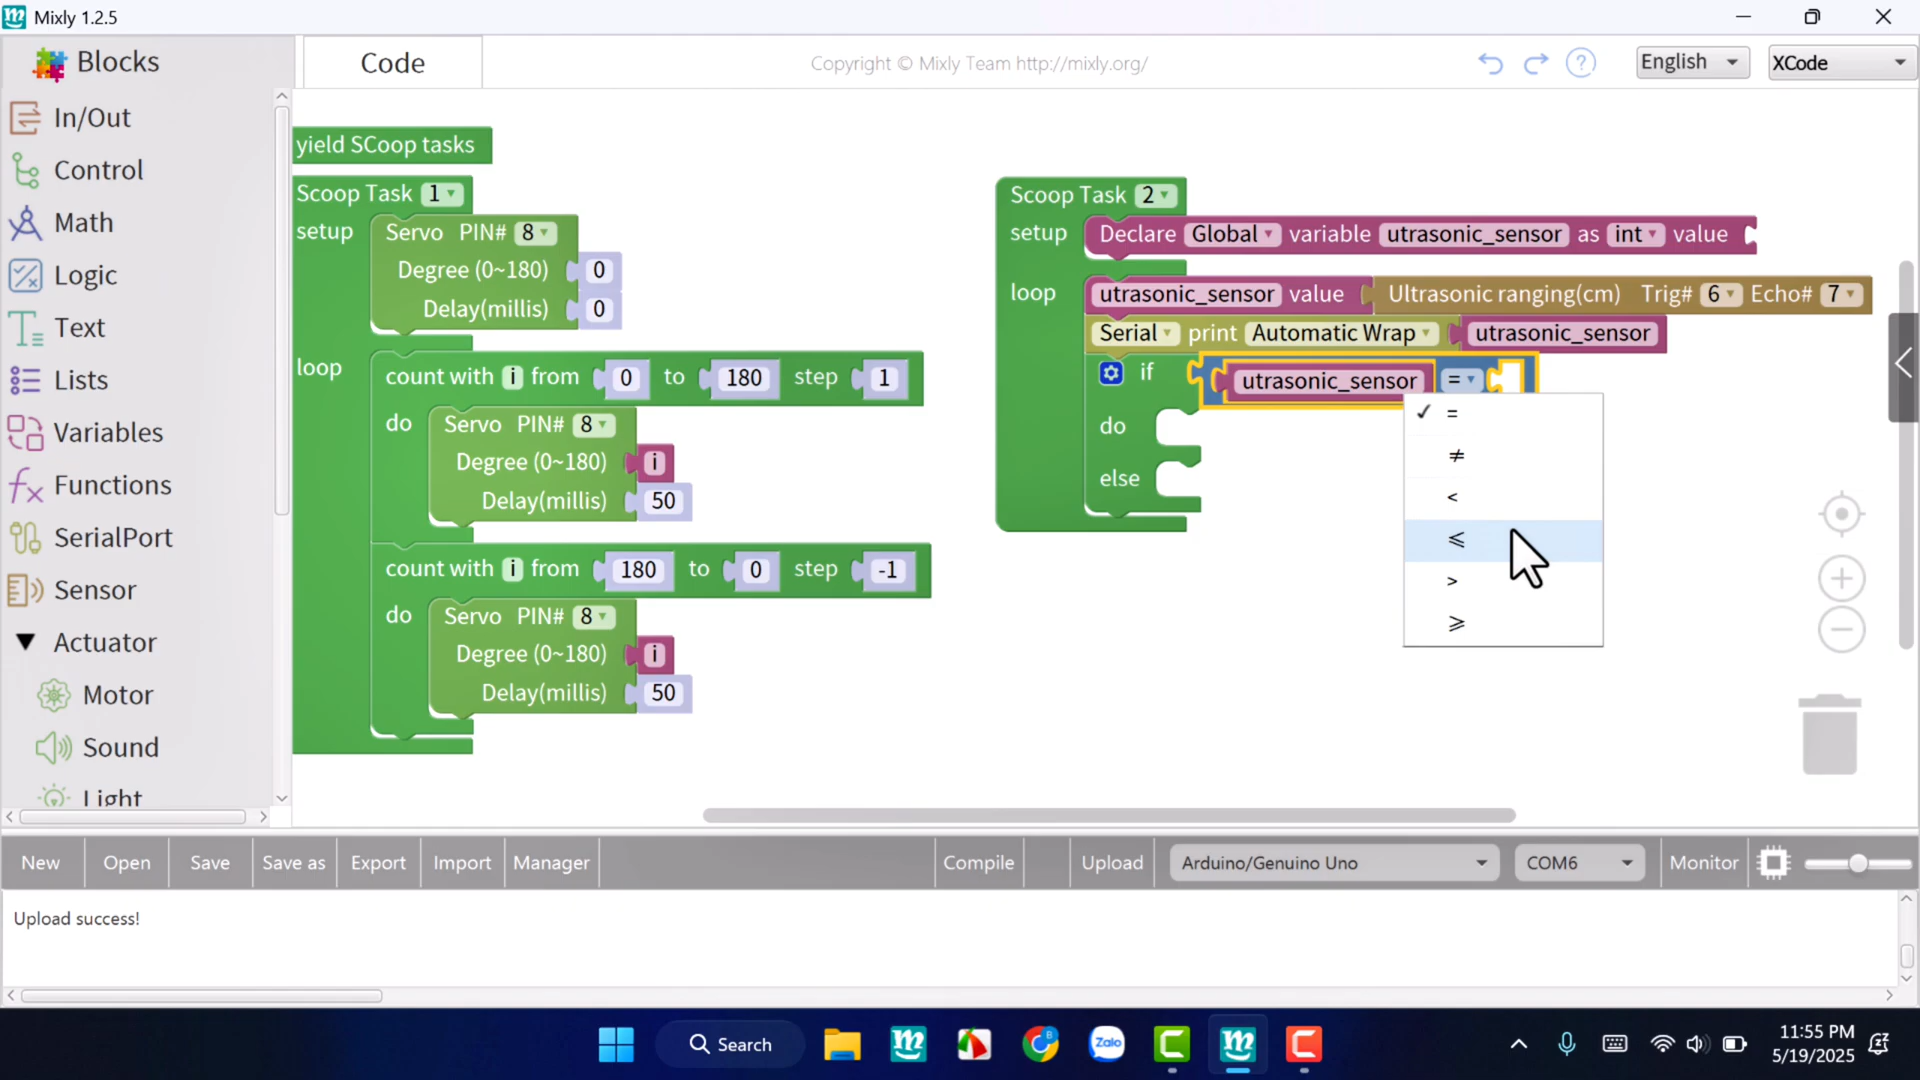 Mixly 1.2.5
Blocks
Code
Copyright © Mixly Team http://mixly.org/
English
XCode
In/Out
Control
Math
Logic
Text
Lists
Variables
Functions
SerialPort
Sensor
Actuator
Motor
Sound
Light
yield SCoop tasks
Scoop Task 1
setup Servo PIN# 8
Degree (0~180) 0
Delay(millis) 0
loop count with i from 0 to 180 step 1
do Servo PIN# 8
Degree (0~180) i
Delay(millis) 50
count with i from 180 to 0 step -1
do Servo PIN# 8
Degree (0~180) i
Delay(millis) 50
Scoop Task 2
setup Declare Global variable utrasonic_sensor as int value
loop utrasonic_sensor value Ultrasonic ranging(cm) Trig# 6 Echo# 7
Serial print Automatic Wrap utrasonic_sensor
if utrasonic_sensor =
do
else
✓ =
≠
<
≤
>
≥
New Open Save Save as Export Import Manager Compile Upload Arduino/Genuino Uno COM6 Monitor
Upload success!
Search
Zalo
11:55 PM
5/19/2025